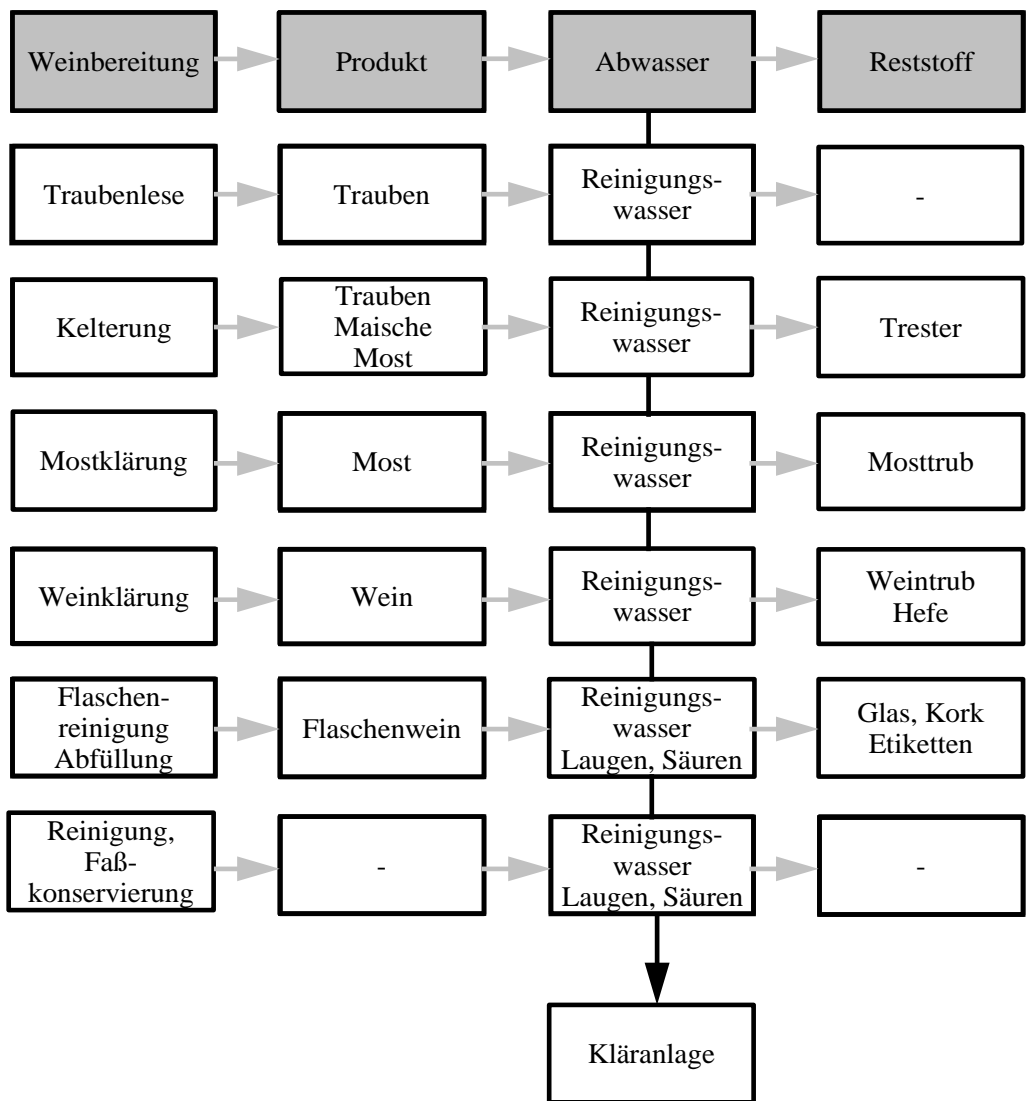 Weinbereitung
Produkt
Abwasser
Reststoff
Traubenlese
Trauben
Reinigungs-
wasser
-
Kelterung
Trauben
Maische
Most
Reinigungs-
wasser
Trester
Mostklärung
Most
Reinigungs-
wasser
Mosttrub
Weinklärung
Wein
Reinigungs-
wasser
Weintrub
Hefe
Flaschen-
reinigung
Abfüllung
Flaschenwein
Reinigungs-
wasser
Laugen, Säuren
Glas, Kork
Etiketten
Reinigung,
Faß-
konservierung
-
Reinigungs-
wasser
Laugen, Säuren
-
Kläranlage